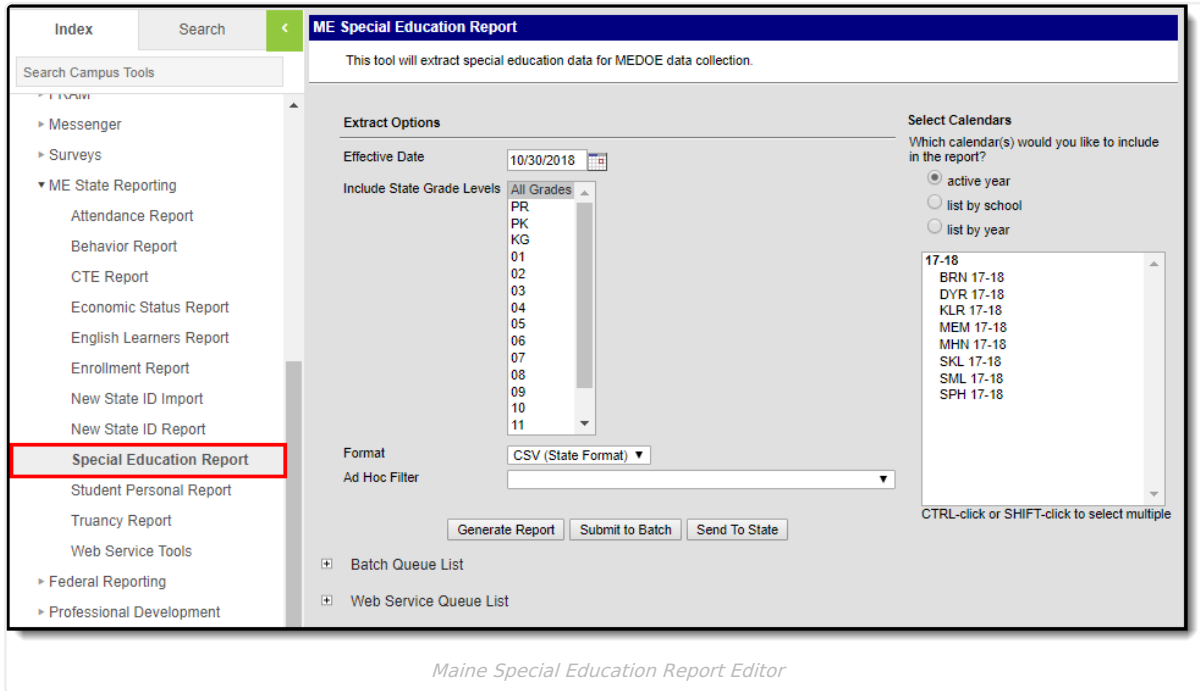 Index
Search
<
Search Campus Tools
FRAM
Messenger
Surveys
ME State Reporting
Attendance Report
Behavior Report
CTE Report
Economic Status Report
English Learners Report
Enrollment Report
New State ID Import
New State ID Report
Special Education Report
Student Personal Report
Truancy Report
Web Service Tools
Federal Reporting
Professional Development
ME Special Education Report
This tool will extract special education data for MEDOE data collection.
Extract Options
Effective Date
10/30/2018
Include State Grade Levels
All Grades
PR
PK
KG
01
02
03
04
05
06
07
08
09
10
11
Format
CSV (State Format)
Ad Hoc Filter
Generate Report
Submit to Batch
Send To State
Batch Queue List
Web Service Queue List
Select Calendars
Which calendar(s) would you like to include
in the report?
active year
list by school
list by year
17-18
BRN 17-18
DYR 17-18
KLR 17-18
MEM 17-18
MHN 17-18
SKL 17-18
SML 17-18
SPH 17-18
CTRL-click or SHIFT-click to select multiple
Maine Special Education Report Editor